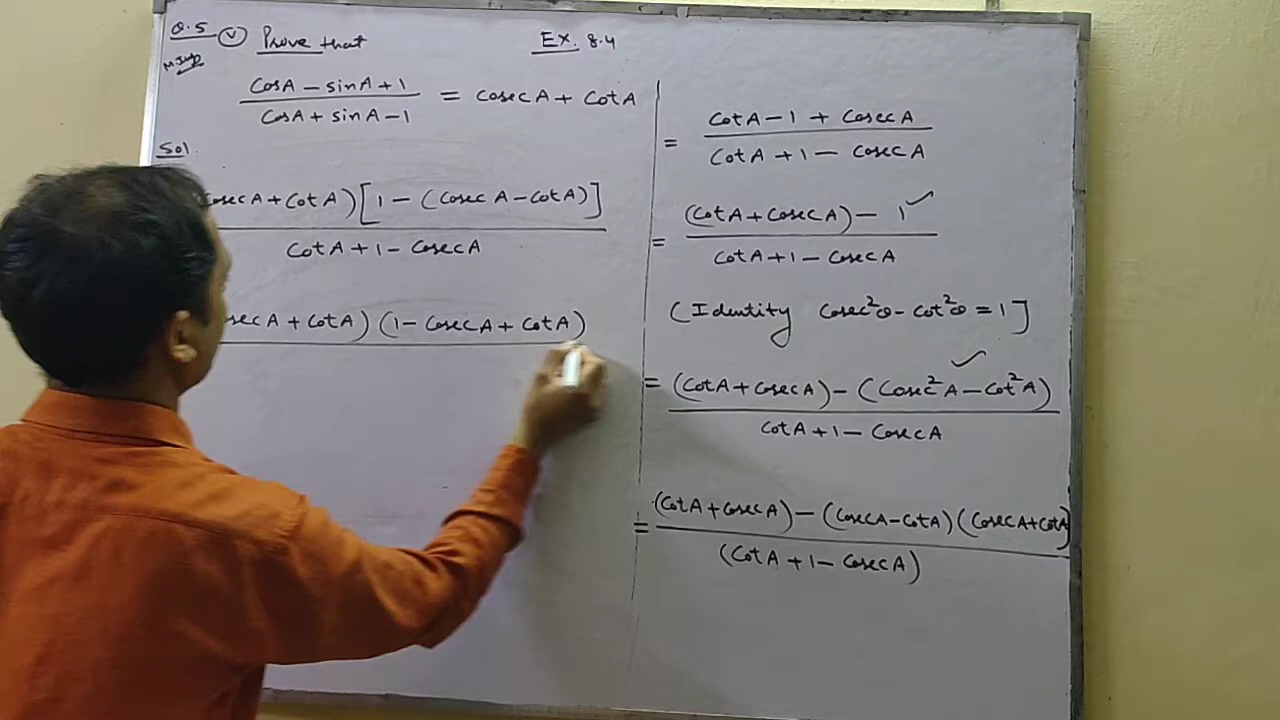 Q.5 (v) Prove that
EX. 8.4
M Imp
CosA - sinA + 1 / CosA + sinA - 1 = CosecA + CotA
Sol.
cosecA + CotA) [1 - (CosecA - CotA)]
CotA + 1 - CosecA
secA + CotA) (1 - CosecA + CotA)
= CotA - 1 + CosecA
CotA + 1 - CosecA
= (CotA + CosecA) - 1 ✓
CotA + 1 - CosecA
(Identity Cosec²θ - Cot²θ = 1]
✓
= (CotA + CosecA) - (Cosec²A - Cot²A)
CotA + 1 - CosecA
= (CotA + CosecA) - (CosecA - CotA) (CosecA + CotA)
(CotA + 1 - CosecA)